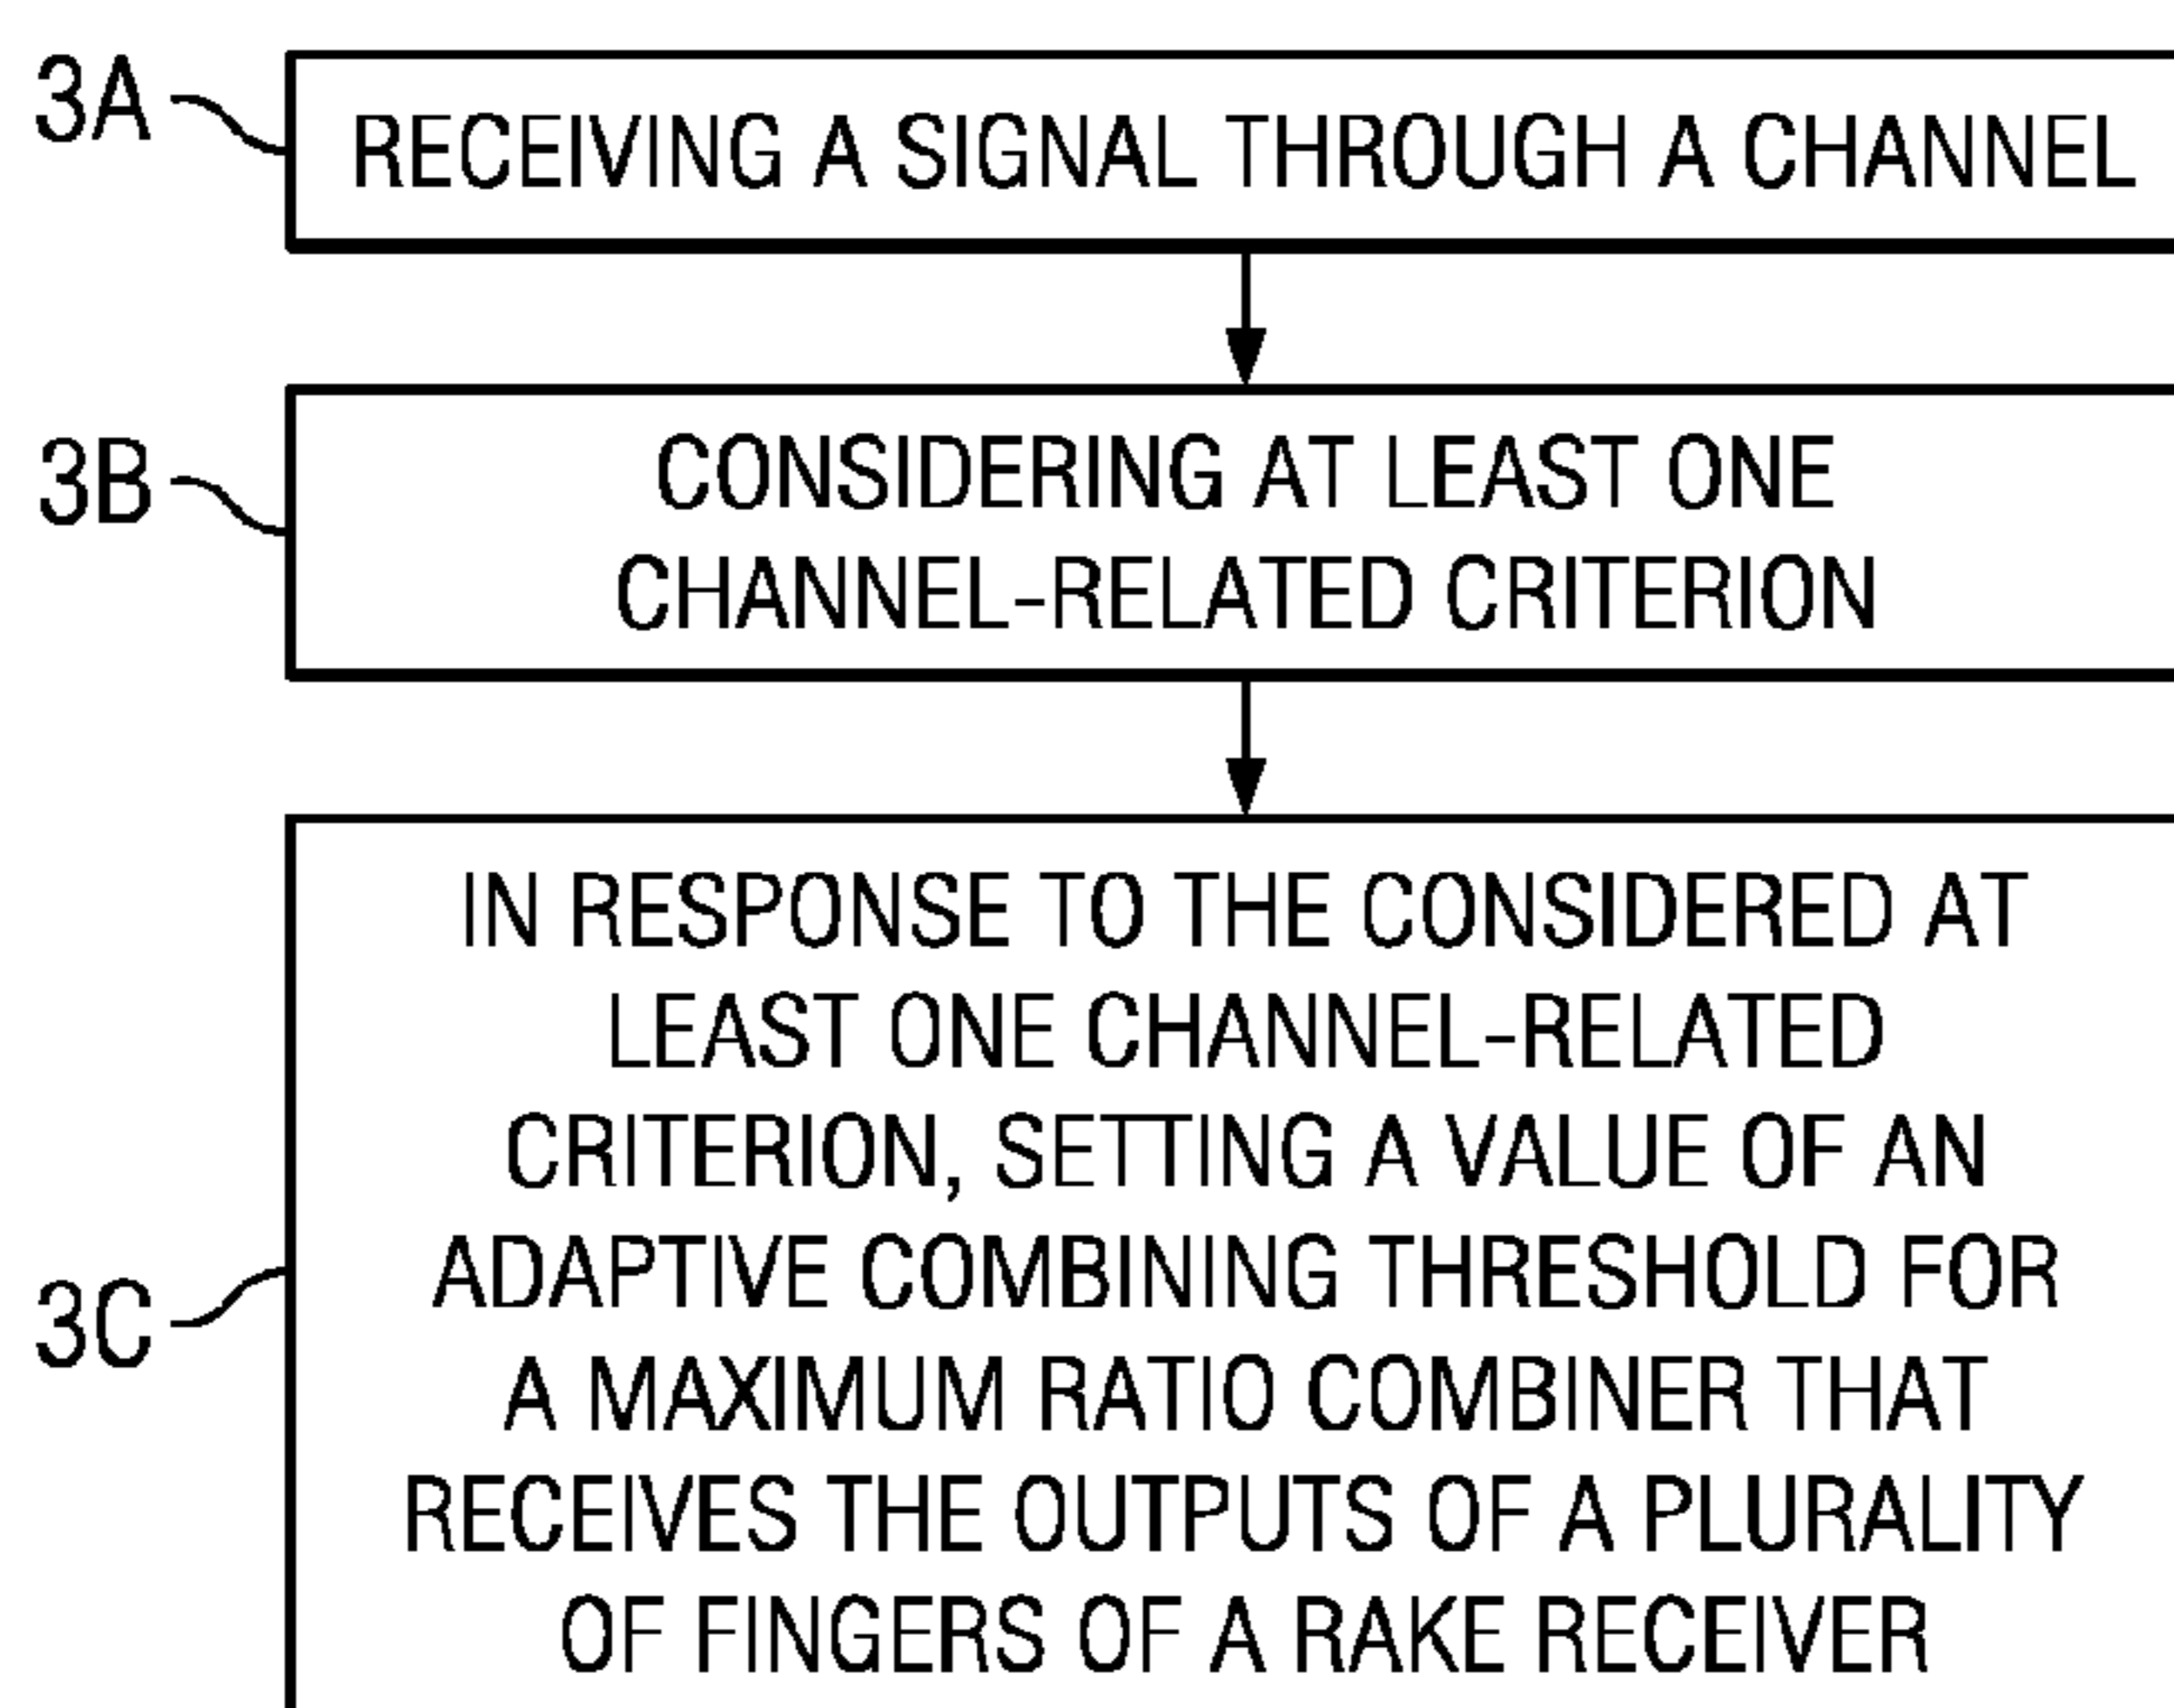 3A
RECEIVING A SIGNAL THROUGH A CHANNEL
3B
CONSIDERING AT LEAST ONE
CHANNEL-RELATED CRITERION
3C
IN RESPONSE TO THE CONSIDERED AT
LEAST ONE CHANNEL-RELATED
CRITERION, SETTING A VALUE OF AN
ADAPTIVE COMBINING THRESHOLD FOR
A MAXIMUM RATIO COMBINER THAT
RECEIVES THE OUTPUTS OF A PLURALITY
OF FINGERS OF A RAKE RECEIVER